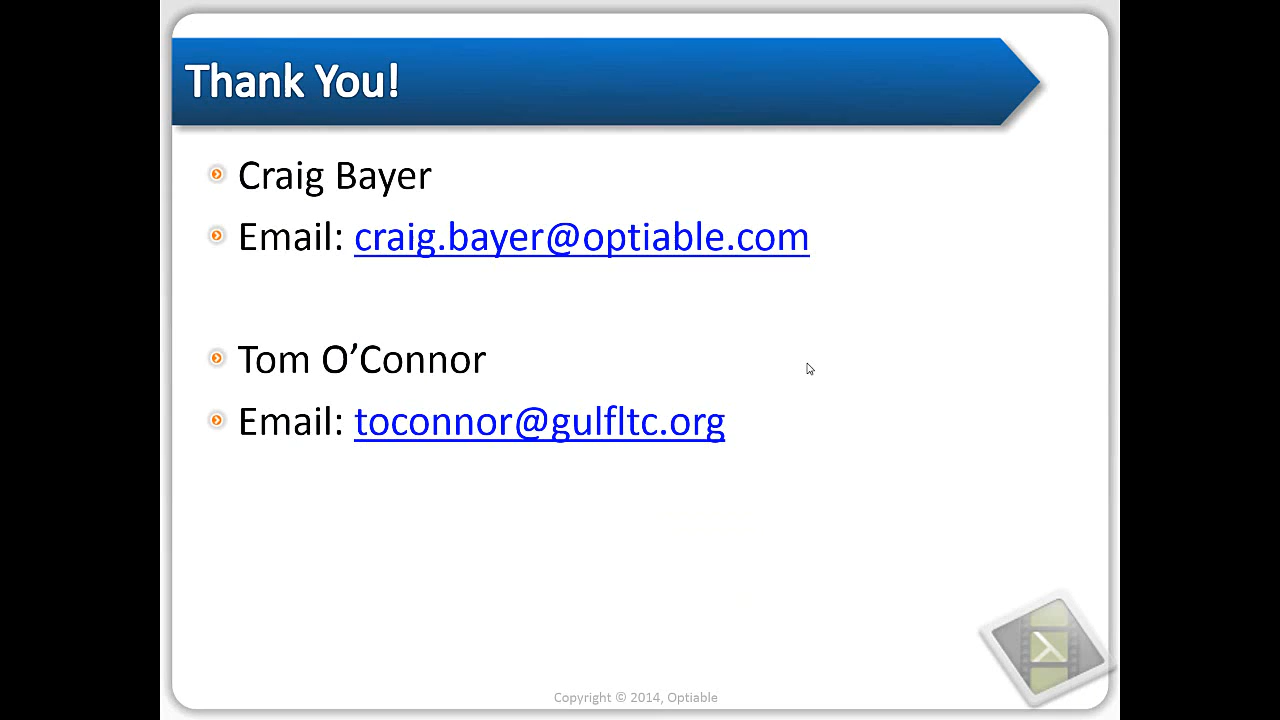 Thank You!
Craig Bayer
Email: craig.bayer@optiable.com
Tom O’Connor
Email: toconnor@gulfltc.org
Copyright © 2014, Optiable